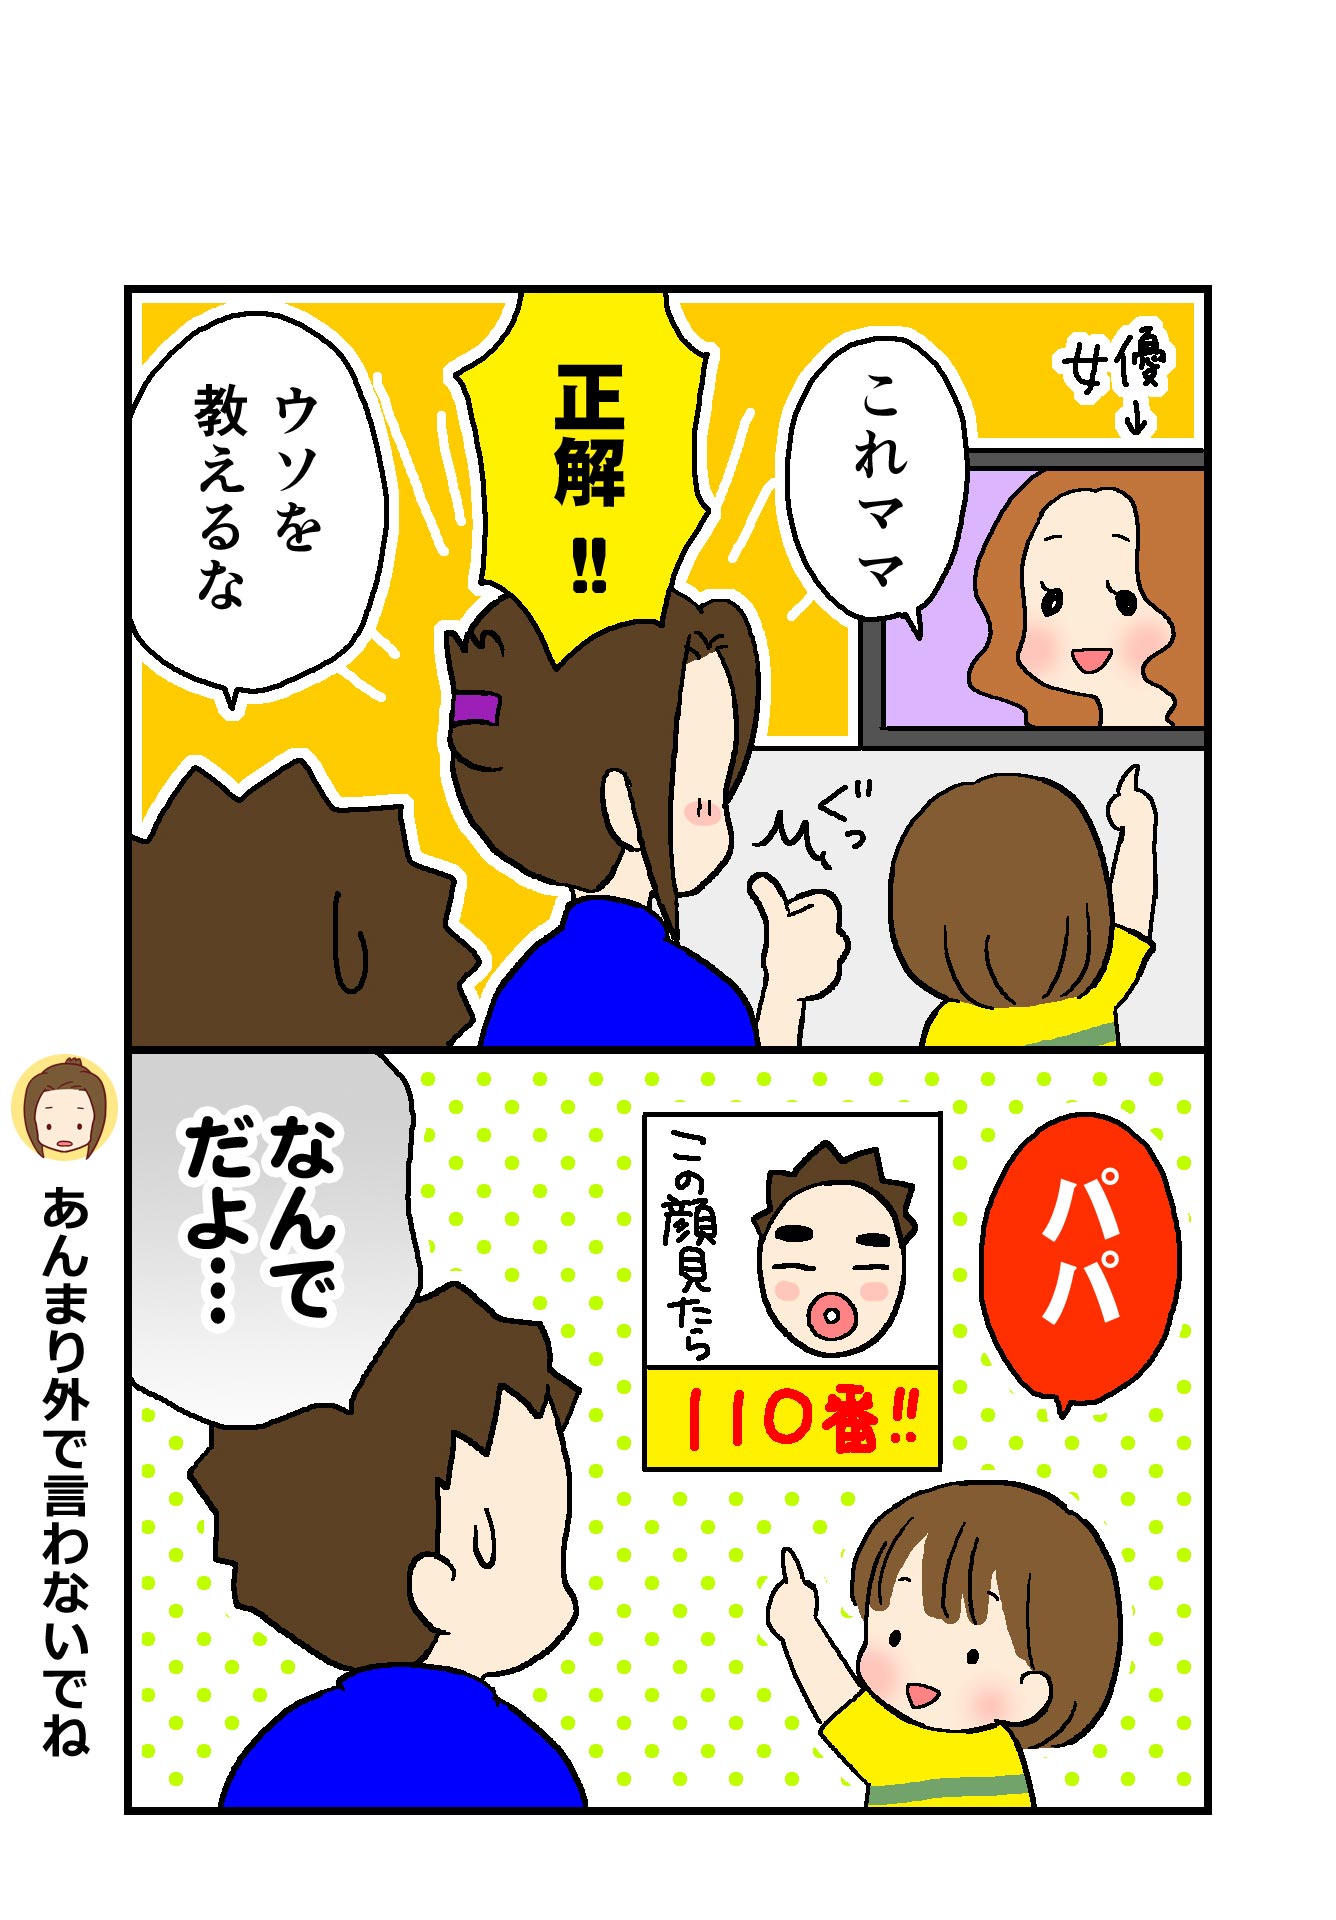 女優
↓
これママ
正解!!
ぐっ
ウソを
教えるな
パパ
この顔見たら
110番!!
なんで
だよ…
あんまり外で言わないでね